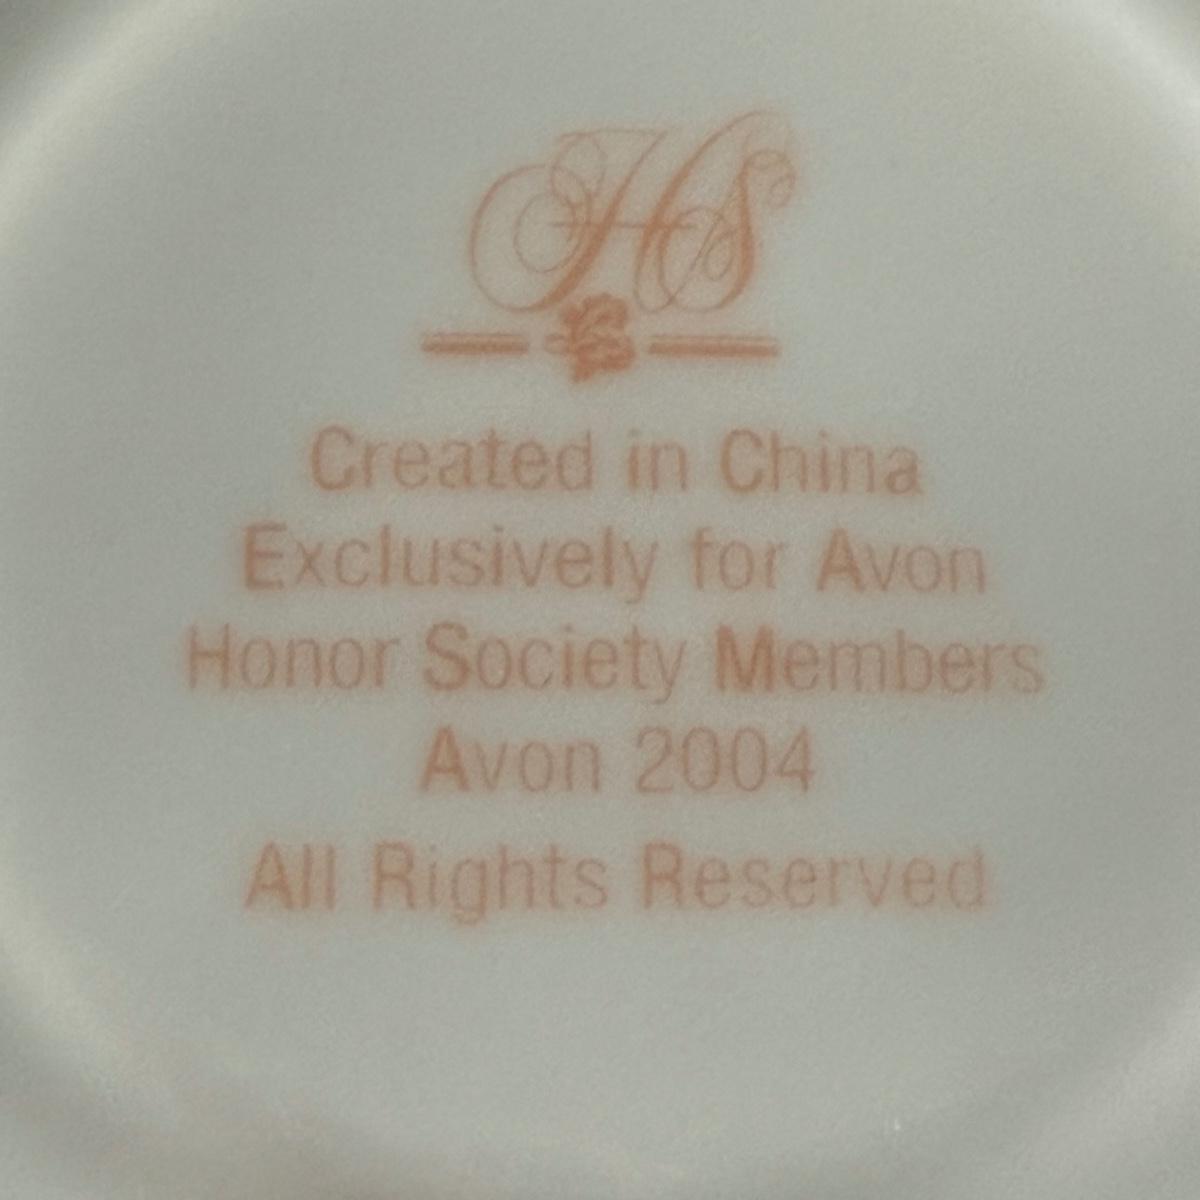 HS
Created in China
Exclusively for Avon
Honor Society Members
Avon 2004
All Rights Reserved